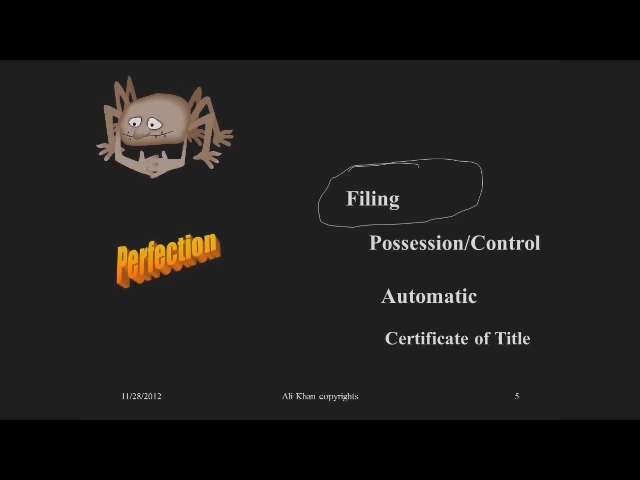 Filing
Perfection
Possession/Control
Automatic
Certificate of Title
11/28/2012
Ali Khan copyrights
5